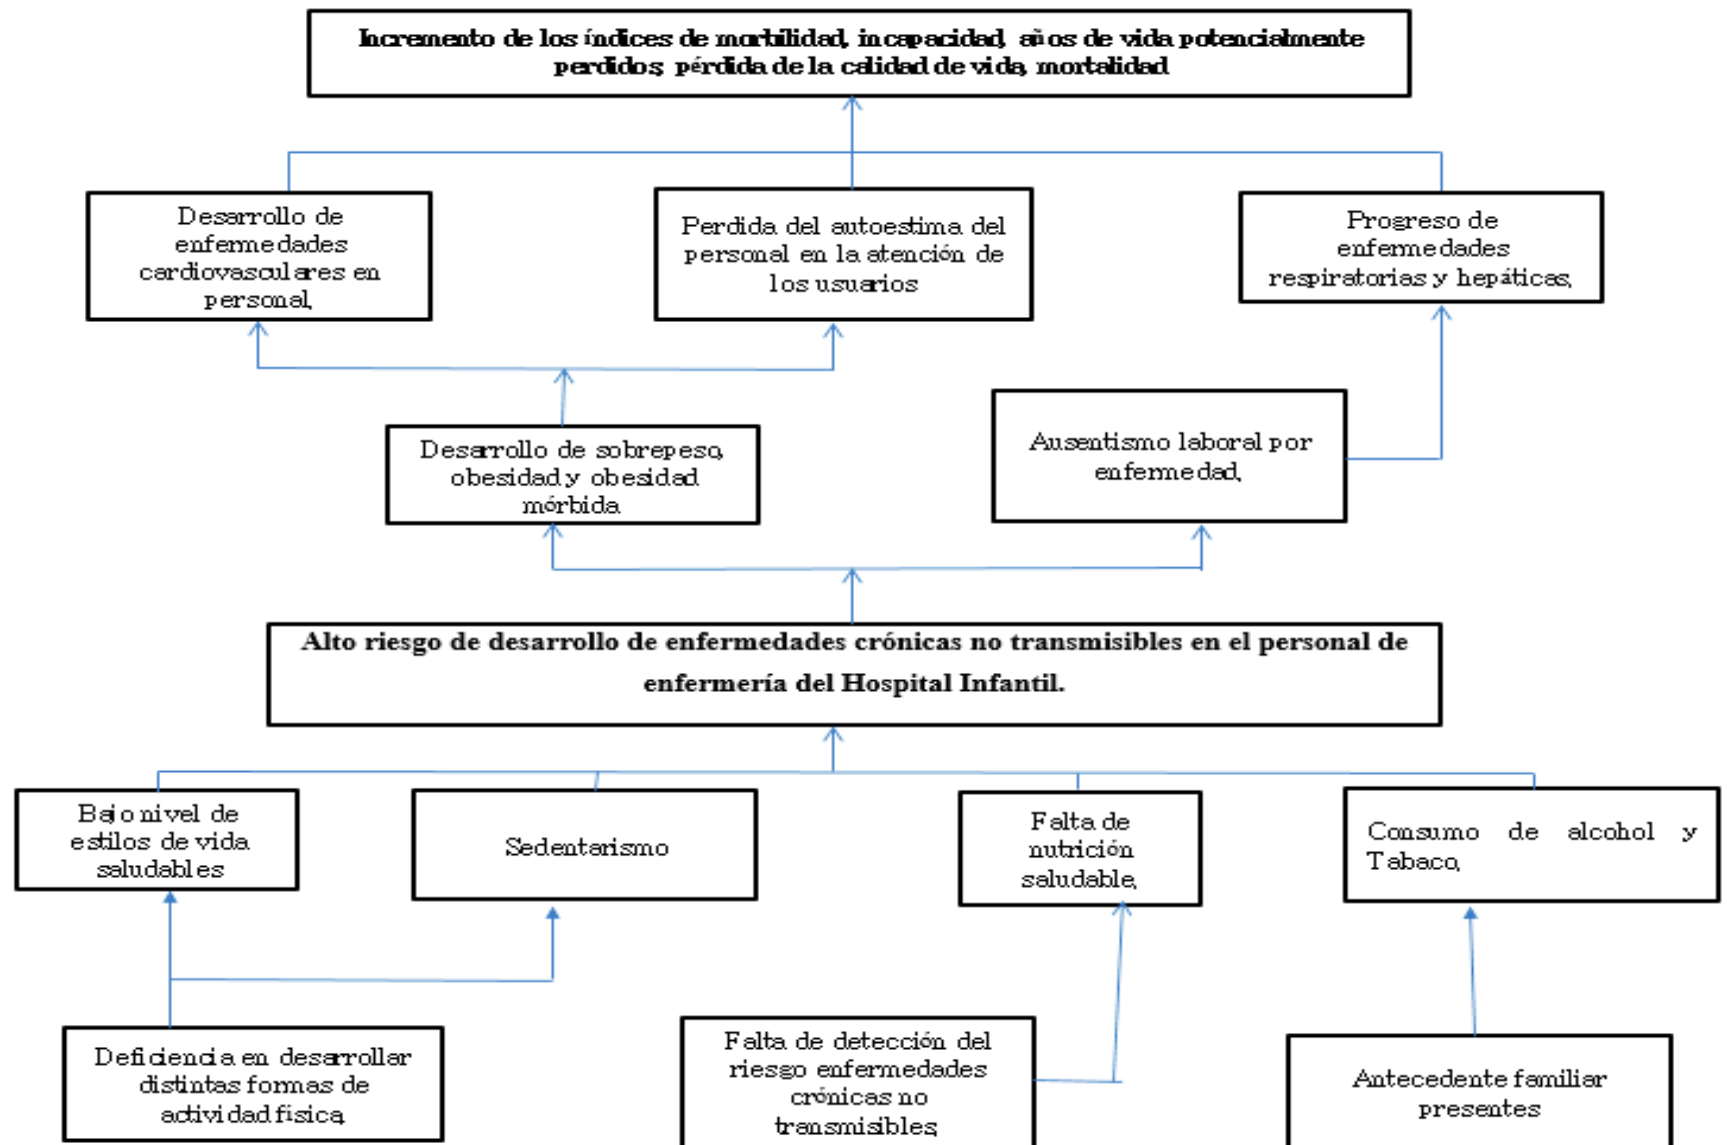 Incremento de los índices de morbilidad, incapacidad, años de vida potencialmente
perdidos, pérdida de la calidad de vida, mortalidad
Desarrollo de
enfermedades
cardiovasculares en
personal,
Perdida del autoestima del
personal en la atención de
los usuarios
Progreso de
enfermedades
respiratorias y hepáticas,
Desarrollo de sobrepeso,
obesidad y obesidad
mórbida
Ausentismo laboral por
enfermedad,
Alto riesgo de desarrollo de enfermedades crónicas no transmisibles en el personal de
enfermería del Hospital Infantil.
Bajo nivel de
estilos de vida
saludables
Sedentarismo
Falta de
nutrición
saludable,
Consumo de alcohol y
Tabaco,
Deficiencia en desarrollar
distintas formas de
actividad física,
Falta de detección del
riesgo enfermedades
crónicas no
transmisibles,
Antecedente familiar
presentes